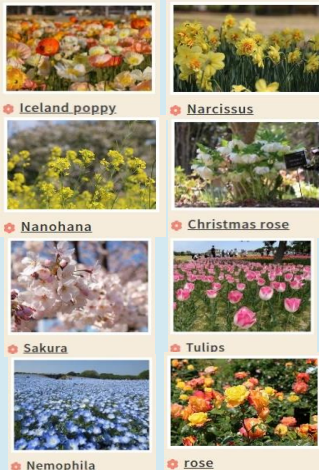 Iceland poppy
Narcissus
Nanohana
Christmas rose
Sakura
Tulips
Nemophila
rose